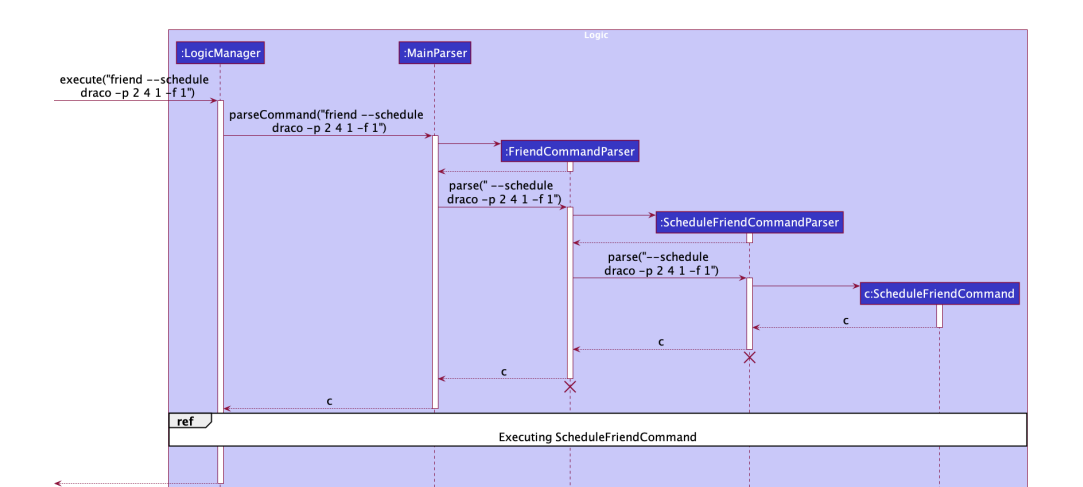 Logic
:LogicManager
:MainParser
execute("friend --schedule
draco -p 2 4 1 -f 1")
parseCommand("friend --schedule
draco -p 2 4 1 -f 1")
:FriendCommandParser
parse(" --schedule
draco -p 2 4 1 -f 1")
:ScheduleFriendCommandParser
parse("--schedule
draco -p 2 4 1 -f 1")
c:ScheduleFriendCommand
c
c
c
c
ref
Executing ScheduleFriendCommand